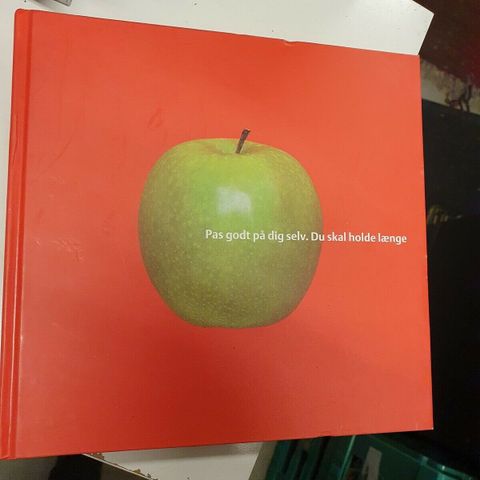 Pas godt på dig selv. Du skal holde længe